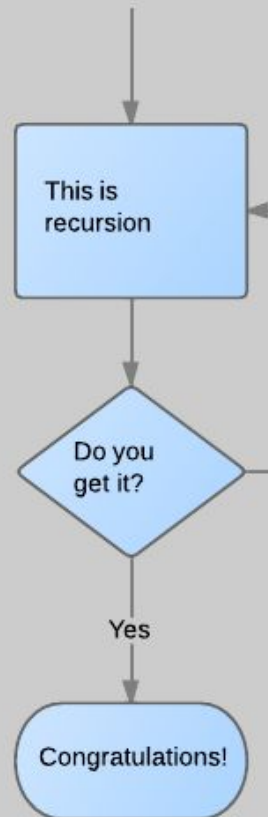 This is
recursion
Do you
get it?
Yes
Congratulations!